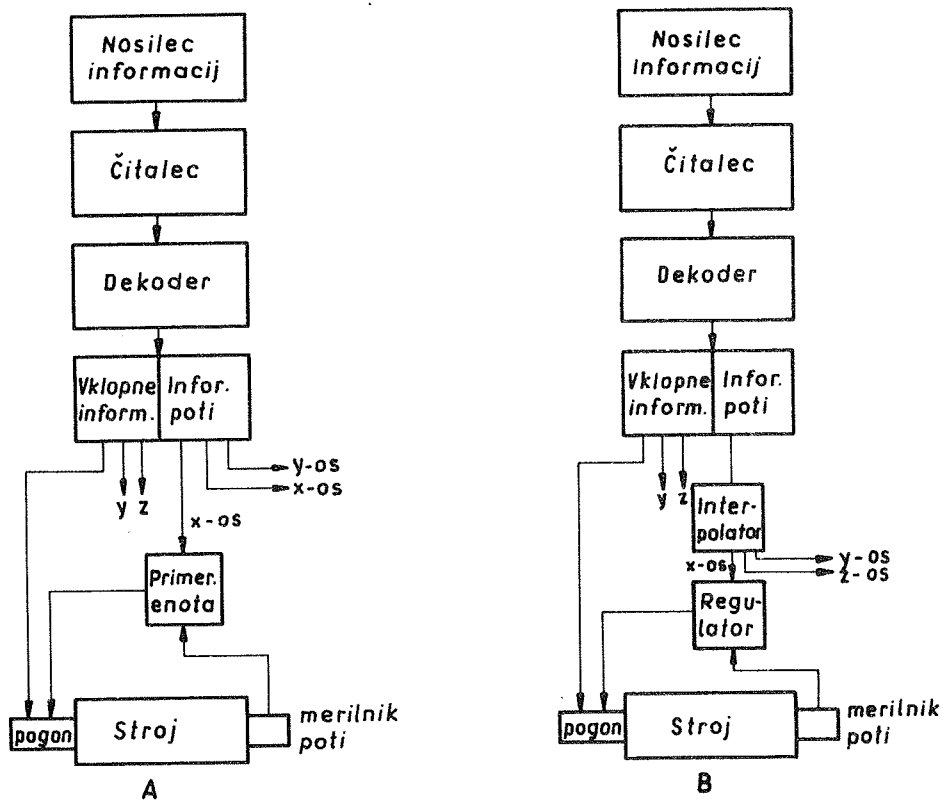 Nosilec
informacij
Čitalec
Dekoder
Vklopne
inform.
Infor.
poti
y-os
x-os
y z
x-os
Primer.
enota
pogon
Stroj
merilnik
poti
A
Nosilec
Informacij
Čitalec
Dekoder
Vklopne
inform.
Infor.
poti
y z
Inter-
polator
y-os
z-os
x-os
Regu-
lator
pogon
Stroj
merilnik
poti
B